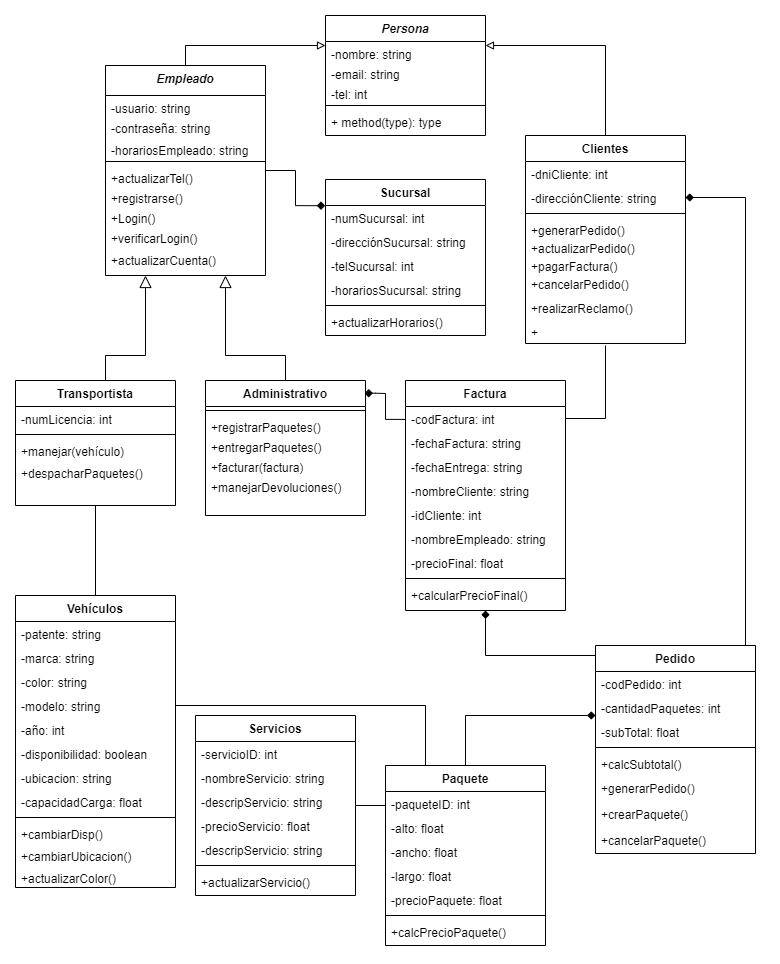 Persona
-nombre: string
-email: string
-tel: int
+ method(type): type
Empleado
-usuario: string
-contraseña: string
-horariosEmpleado: string
+actualizarTel()
+registrarse()
+Login()
+verificarLogin()
+actualizarCuenta()
Sucursal
-numSucursal: int
-direcciónSucursal: string
-telSucursal: int
-horariosSucursal: string
+actualizarHorarios()
Clientes
-dniCliente: int
-direcciónCliente: string
+generarPedido()
+actualizarPedido()
+pagarFactura()
+cancelarPedido()
+realizarReclamo()
+
Transportista
-numLicencia: int
+manejar(vehículo)
+despacharPaquetes()
Administrativo
+registrarPaquetes()
+entregarPaquetes()
+facturar(factura)
+manejarDevoluciones()
Factura
-codFactura: int
-fechaFactura: string
-fechaEntrega: string
-nombreCliente: string
-idCliente: int
-nombreEmpleado: string
-precioFinal: float
+calcularPrecioFinal()
Vehículos
-patente: string
-marca: string
-color: string
-modelo: string
-año: int
-disponibilidad: boolean
-ubicacion: string
-capacidadCarga: float
+cambiarDisp()
+cambiarUbicacion()
+actualizarColor()
Servicios
-servicioID: int
-nombreServicio: string
-descripServicio: string
-precioServicio: float
-descripServicio: string
+actualizarServicio()
Paquete
-paqueteID: int
-alto: float
-ancho: float
-largo: float
-precioPaquete: float
+calcPrecioPaquete()
Pedido
-codPedido: int
-cantidadPaquetes: int
-subTotal: float
+calcSubtotal()
+generarPedido()
+crearPaquete()
+cancelarPaquete()